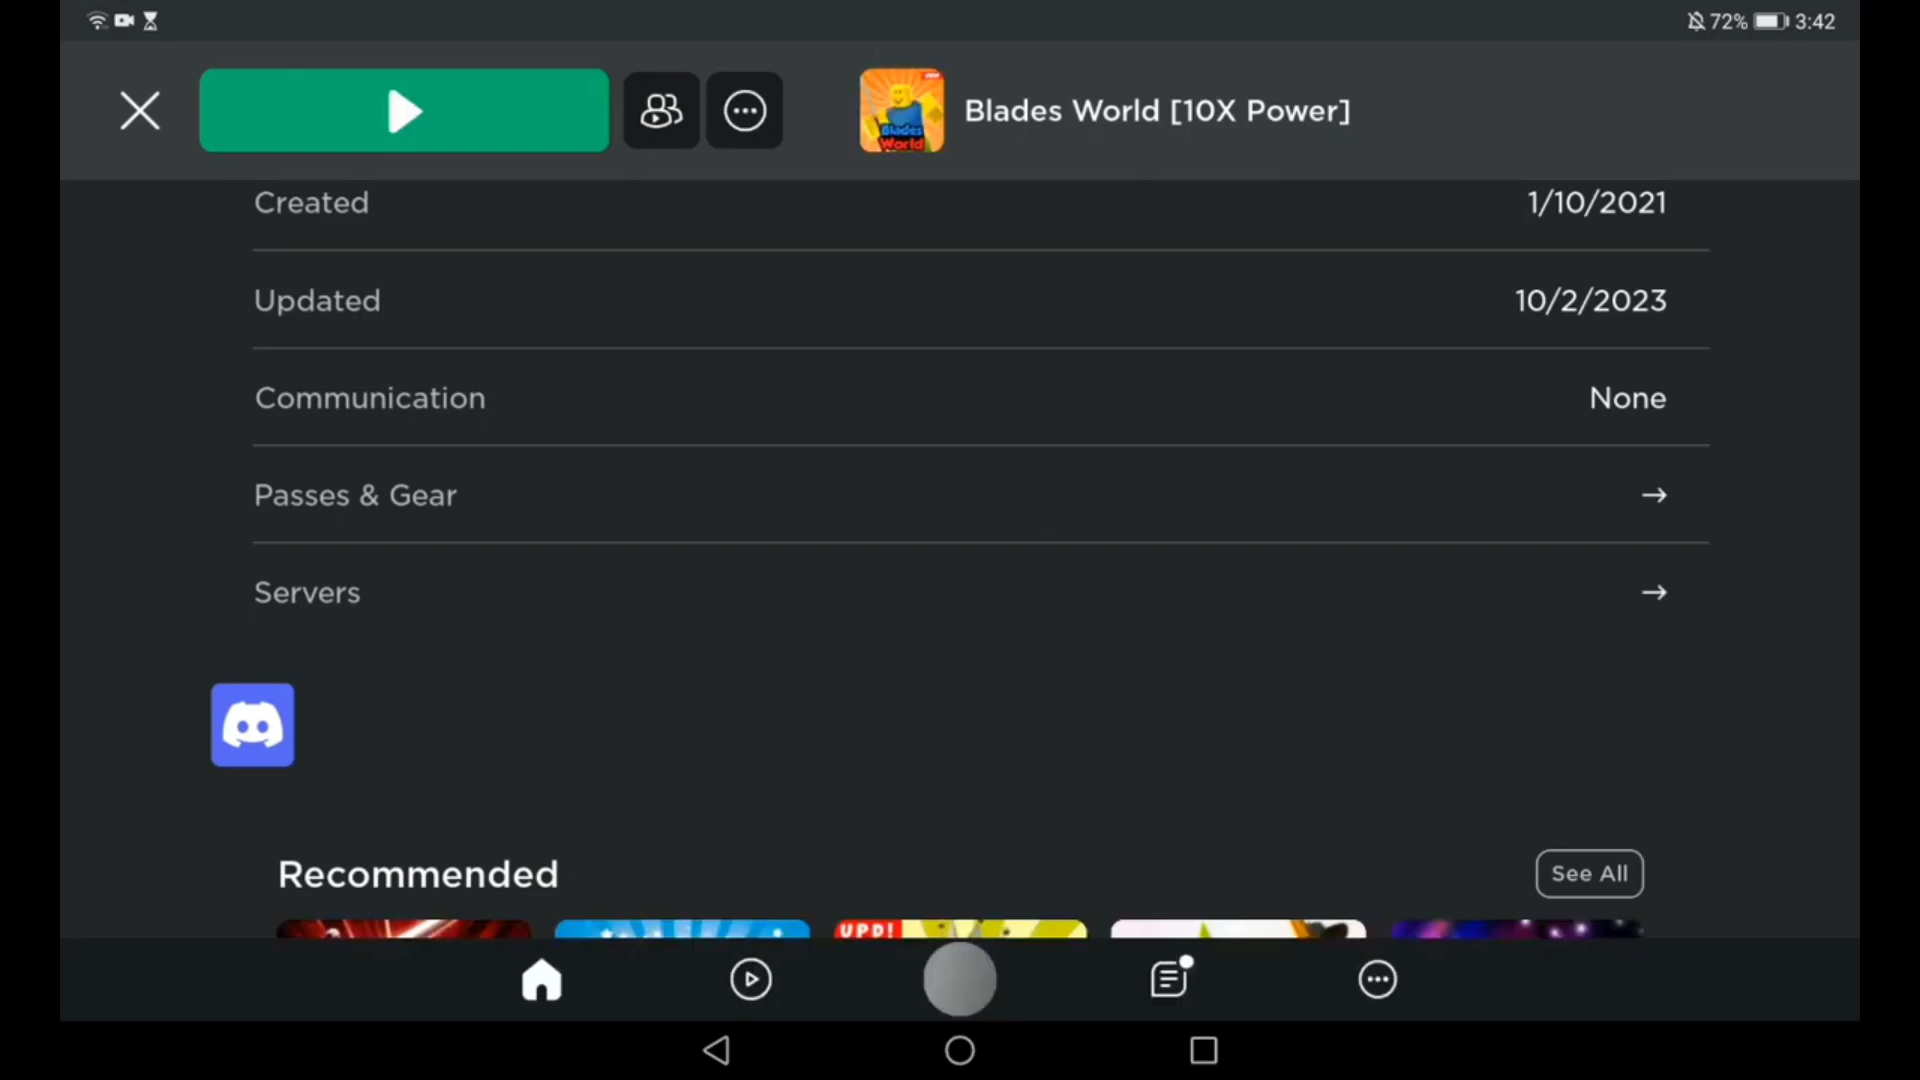 72% 3:42
Blades World [10X Power]
Blades
World
Created 1/10/2021
Updated 10/2/2023
Communication None
Passes & Gear →
Servers →
Recommended See All
UPD!